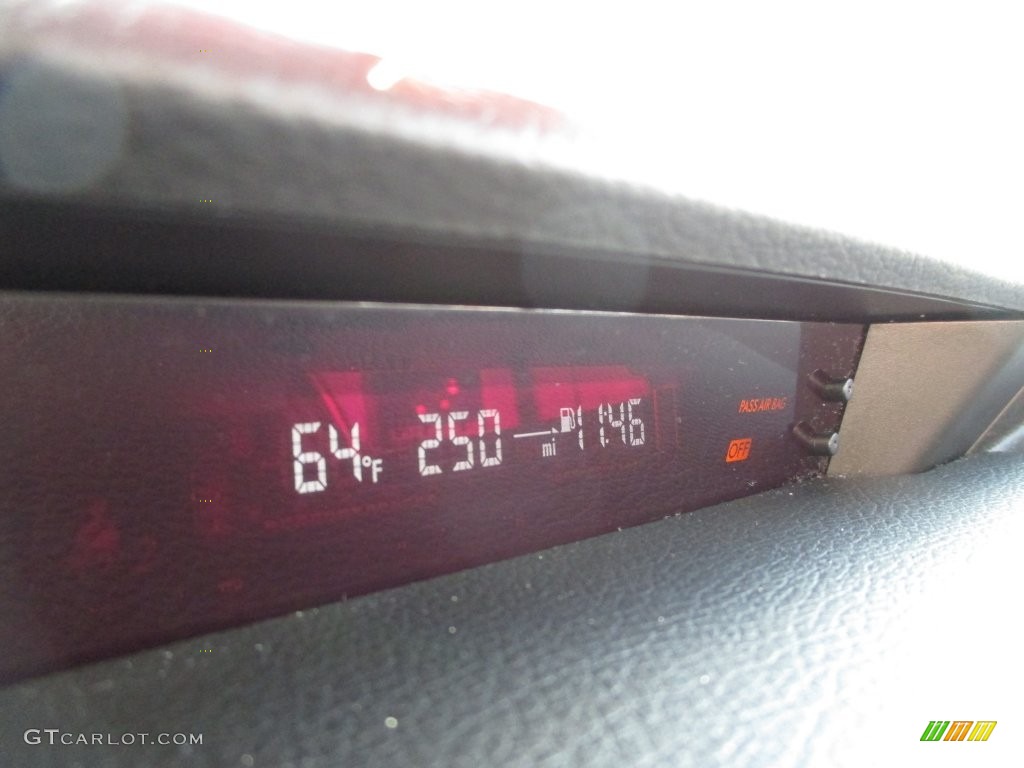 64°F 250 mi 11:46
PASS AIR BAG
OFF
GTCARLOT.COM